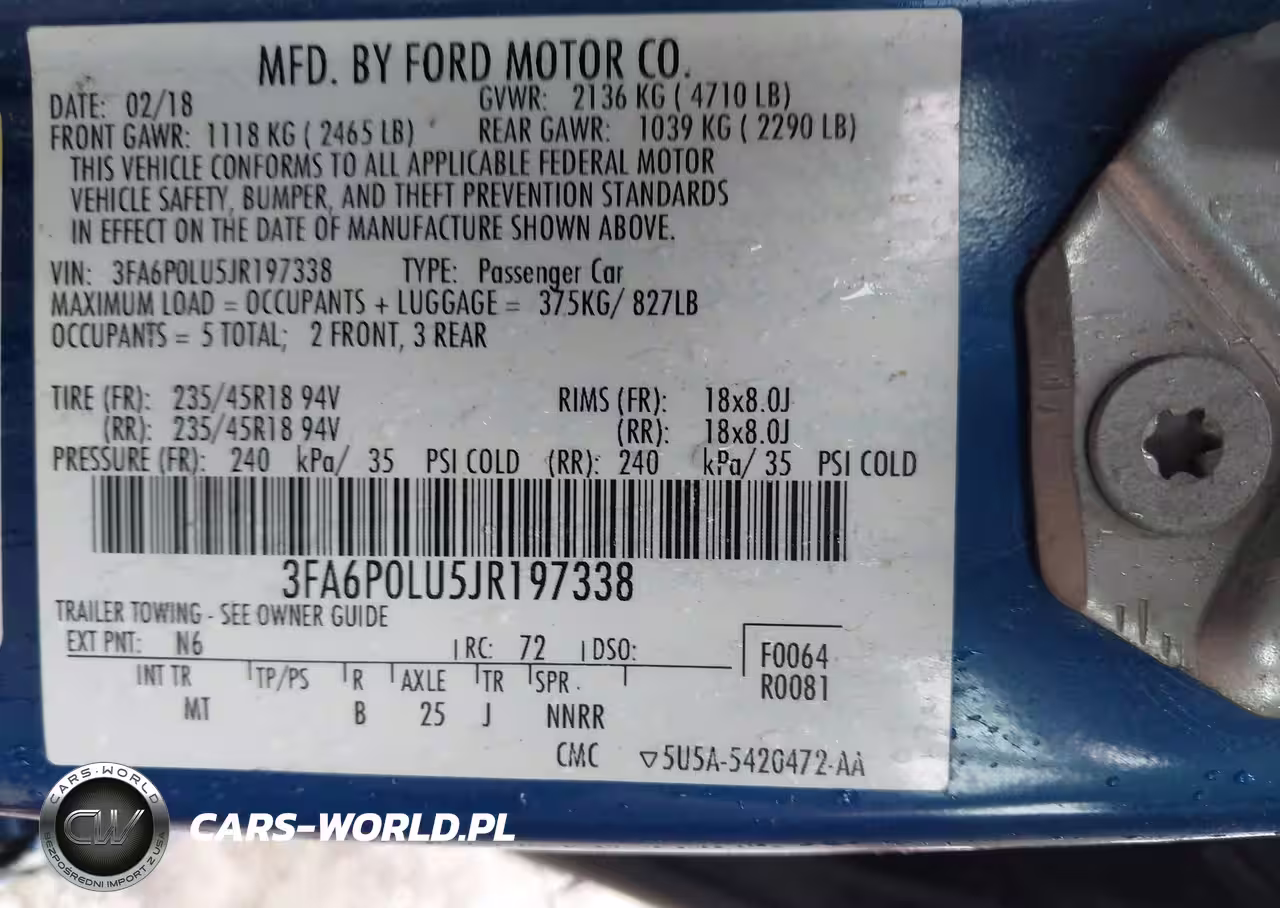 MFD. BY FORD MOTOR CO.
DATE: 02/18 GVWR: 2136 KG ( 4710 LB)
FRONT GAWR: 1118 KG ( 2465 LB) REAR GAWR: 1039 KG ( 2290 LB)
THIS VEHICLE CONFORMS TO ALL APPLICABLE FEDERAL MOTOR
VEHICLE SAFETY, BUMPER, AND THEFT PREVENTION STANDARDS
IN EFFECT ON THE DATE OF MANUFACTURE SHOWN ABOVE.
VIN: 3FA6P0LU5JR197338 TYPE: Passenger Car
MAXIMUM LOAD = OCCUPANTS + LUGGAGE = 375KG/ 827LB
OCCUPANTS = 5 TOTAL; 2 FRONT, 3 REAR
TIRE (FR): 235/45R18 94V RIMS (FR): 18x8.0J
(RR): 235/45R18 94V (RR): 18x8.0J
PRESSURE (FR): 240 kPa/ 35 PSI COLD (RR): 240 kPa/ 35 PSI COLD
3FA6P0LU5JR197338
TRAILER TOWING - SEE OWNER GUIDE
EXT PNT: N6 RC: 72 DSO: F0064
R0081
INT TR TP/PS R AXLE TR SPR
MT B 25 J NNRR
CMC ▽5U5A-5420472-AA
CARS-WORLD
CW
BEZPOŚREDNI IMPORT Z USA
CARS-WORLD.PL